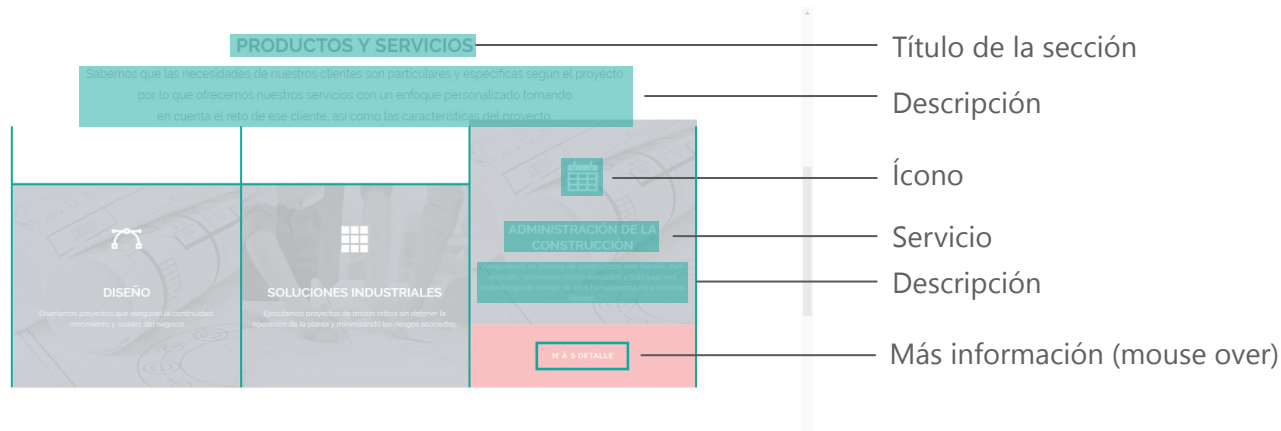 PRODUCTOS Y SERVICIOS
Título de la sección
Sabemos que las necesidades de nuestros clientes son particulares y específicas según el proyecto
por lo que ofrecemos nuestros servicios con un enfoque personalizado tomando
en cuenta el reto de ese cliente, así como las características del proyecto.
Descripción
Ícono
ADMINISTRACIÓN DE LA
CONSTRUCCIÓN
Servicio
Descripción
DISEÑO
Diseñamos proyectos que aseguran la continuidad,
crecimiento y solidez del negocio.
SOLUCIONES INDUSTRIALES
Ejecutamos proyectos de misión crítica sin detener la
operación de la planta y minimizando los riesgos asociados.
M Á S DETALLE
Más información (mouse over)